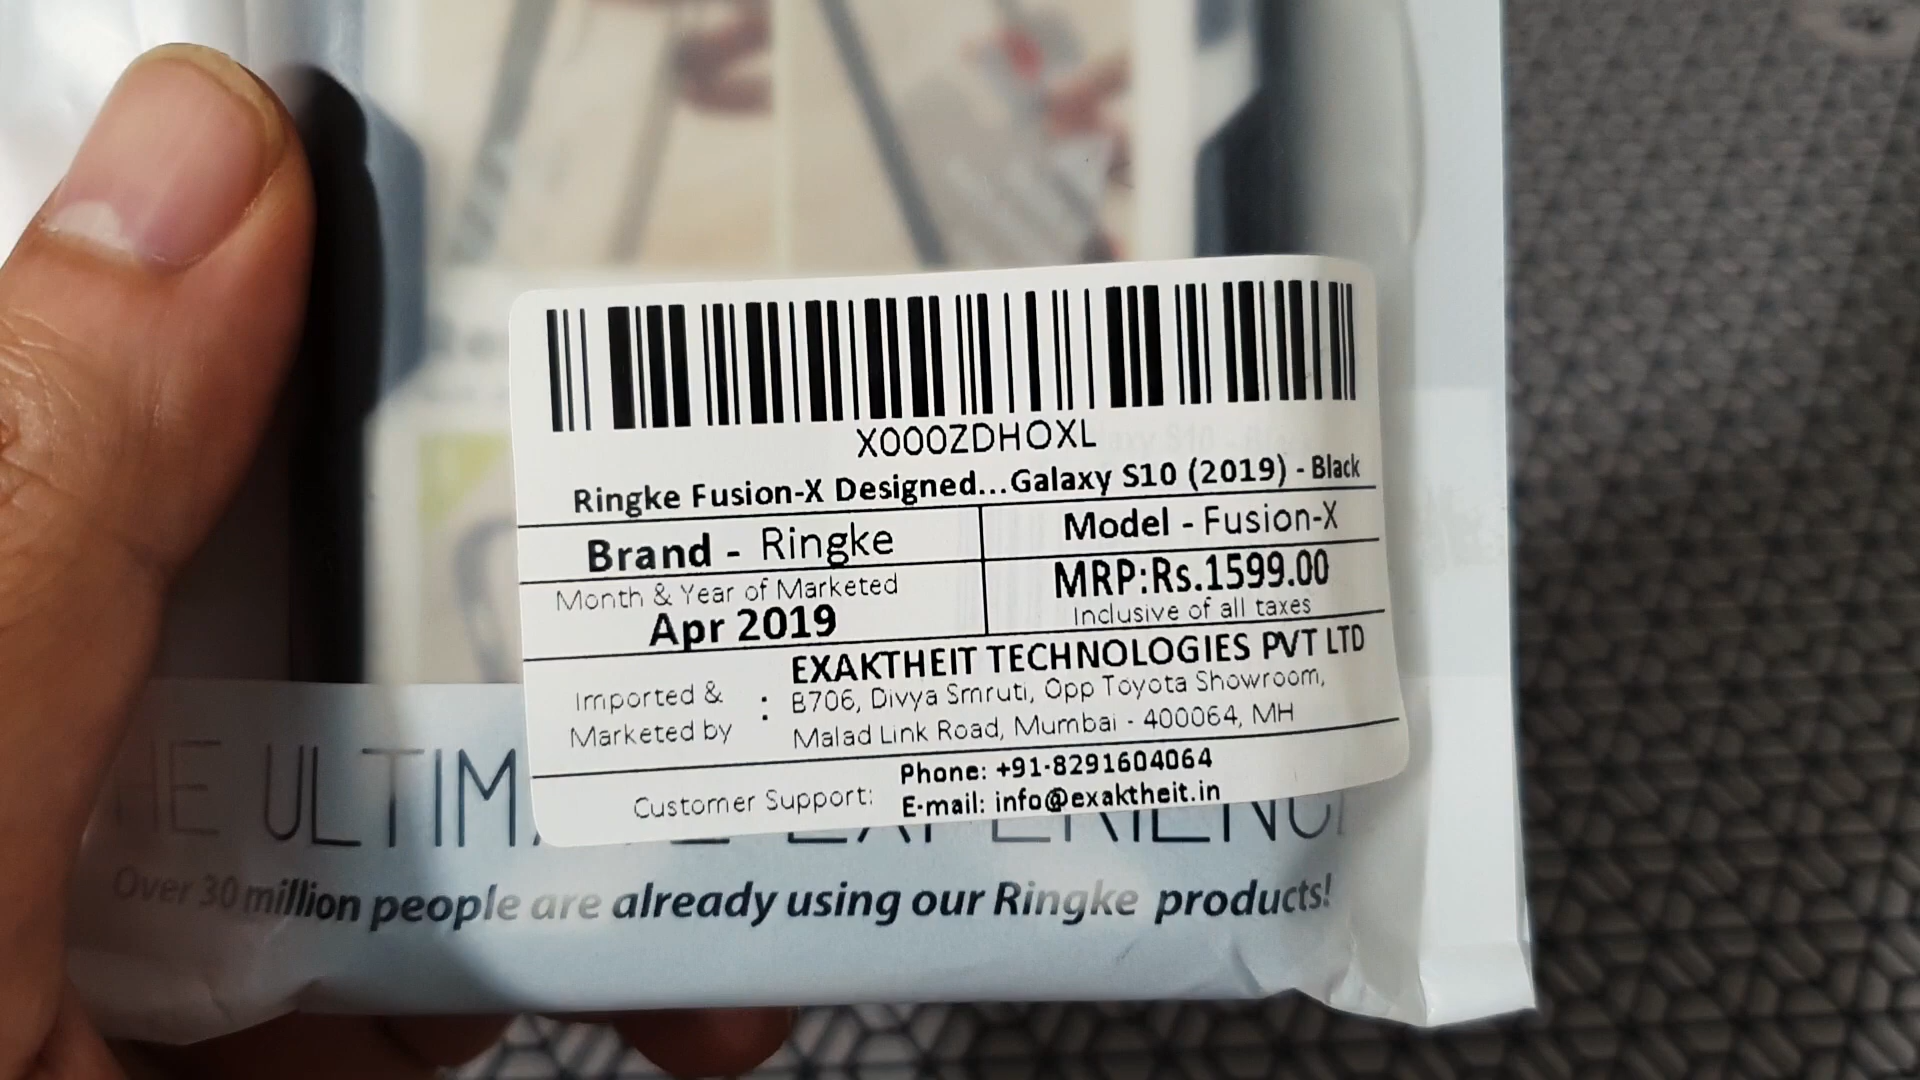 X000ZDHOXL
Ringke Fusion-X Designed...Galaxy S10 (2019) - Black
Brand - Ringke
Model - Fusion-X
Month & Year of Marketed
Apr 2019
MRP:Rs.1599.00
Inclusive of all taxes
Imported &
Marketed by
:
EXAKTHEIT TECHNOLOGIES PVT LTD
B706, Divya Smruti, Opp Toyota Showroom,
Malad Link Road, Mumbai - 400064, MH
Customer Support:
Phone: +91-8291604064
E-mail: info@exaktheit.in
Over 30 million people are already using our Ringke products!